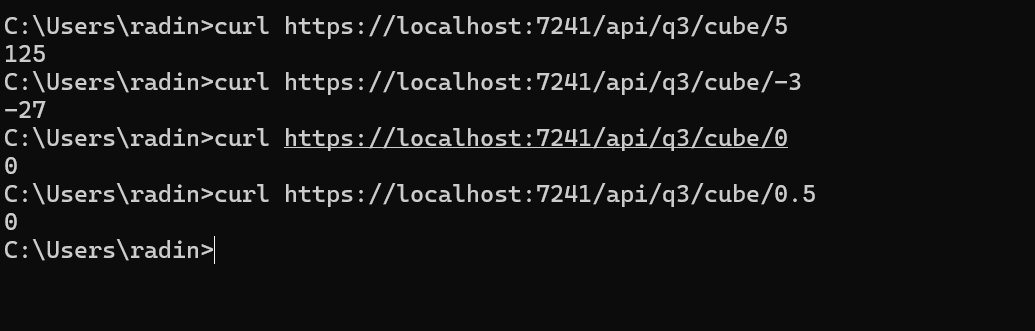 C:\Users\radin>curl https://localhost:7241/api/q3/cube/5
125
C:\Users\radin>curl https://localhost:7241/api/q3/cube/-3
-27
C:\Users\radin>curl https://localhost:7241/api/q3/cube/0
0
C:\Users\radin>curl https://localhost:7241/api/q3/cube/0.5
0
C:\Users\radin>